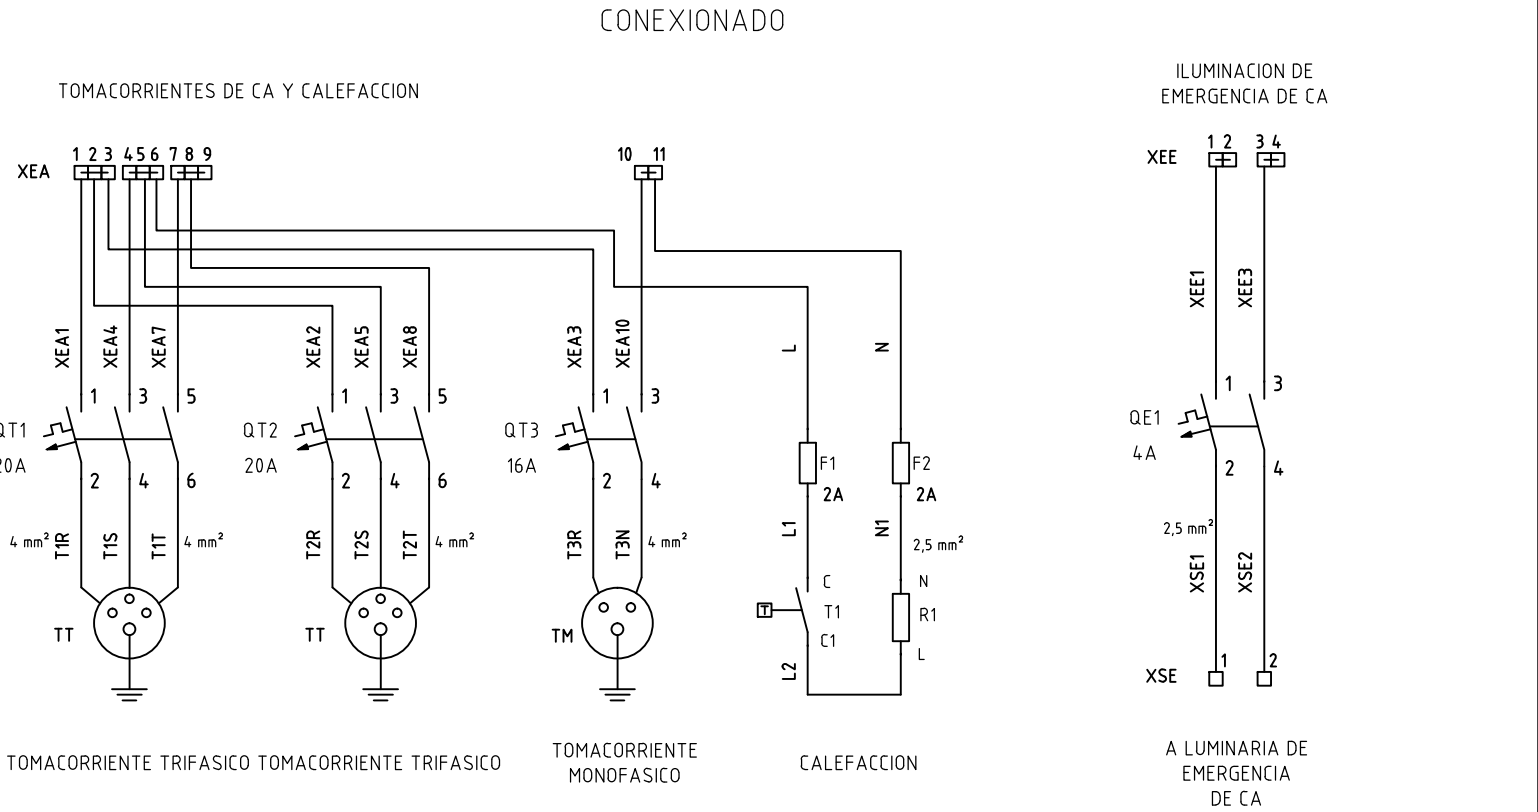 CONEXIONADO
TOMACORRIENTES DE CA Y CALEFACCION
ILUMINACION DE
EMERGENCIA DE CA
XEA
1 2 3 4 5 6 7 8 9
10 11
XEE
1 2 3 4
XEA1
XEA4
XEA7
XEA2
XEA5
XEA8
XEA3
XEA10
L
N
XEE1
XEE3
1 3 5
1 3 5
1 3
1 3
QT1
20A
QT2
20A
QT3
16A
F1
2A
F2
2A
QE1
4A
2 4 6
2 4 6
2 4
2 4
4 mm²
T1R
T1S
T1T
4 mm²
T2R
T2S
T2T
4 mm²
T3R
T3N
4 mm²
L1
N1
2,5 mm²
2,5 mm²
XSE1
XSE2
C
T
T1
C1
N
R1
L
L2
TT
TT
TM
XSE
1
2
TOMACORRIENTE TRIFASICO
TOMACORRIENTE TRIFASICO
TOMACORRIENTE
MONOFASICO
CALEFACCION
A LUMINARIA DE
EMERGENCIA
DE CA